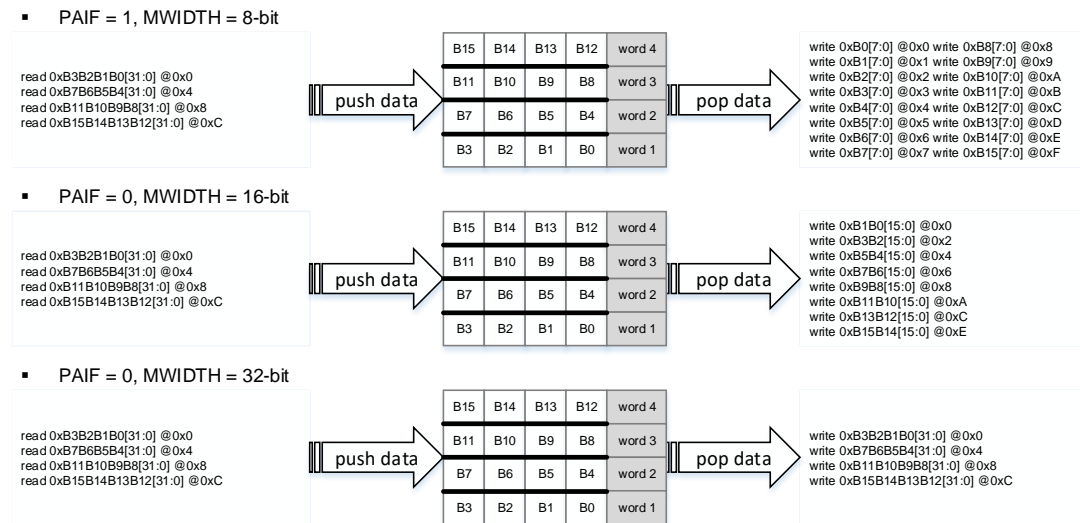 ▪ PAIF = 1, MWIDTH = 8-bit
read 0xB3B2B1B0[31:0] @0x0
read 0xB7B6B5B4[31:0] @0x4
read 0xB11B10B9B8[31:0] @0x8
read 0xB15B14B13B12[31:0] @0xC
push data
B15 B14 B13 B12 word 4
B11 B10 B9 B8 word 3
B7 B6 B5 B4 word 2
B3 B2 B1 B0 word 1
pop data
write 0xB0[7:0] @0x0 write 0xB8[7:0] @0x8
write 0xB1[7:0] @0x1 write 0xB9[7:0] @0x9
write 0xB2[7:0] @0x2 write 0xB10[7:0] @0xA
write 0xB3[7:0] @0x3 write 0xB11[7:0] @0xB
write 0xB4[7:0] @0x4 write 0xB12[7:0] @0xC
write 0xB5[7:0] @0x5 write 0xB13[7:0] @0xD
write 0xB6[7:0] @0x6 write 0xB14[7:0] @0xE
write 0xB7[7:0] @0x7 write 0xB15[7:0] @0xF
▪ PAIF = 0, MWIDTH = 16-bit
read 0xB3B2B1B0[31:0] @0x0
read 0xB7B6B5B4[31:0] @0x4
read 0xB11B10B9B8[31:0] @0x8
read 0xB15B14B13B12[31:0] @0xC
push data
B15 B14 B13 B12 word 4
B11 B10 B9 B8 word 3
B7 B6 B5 B4 word 2
B3 B2 B1 B0 word 1
pop data
write 0xB1B0[15:0] @0x0
write 0xB3B2[15:0] @0x2
write 0xB5B4[15:0] @0x4
write 0xB7B6[15:0] @0x6
write 0xB9B8[15:0] @0x8
write 0xB11B10[15:0] @0xA
write 0xB13B12[15:0] @0xC
write 0xB15B14[15:0] @0xE
▪ PAIF = 0, MWIDTH = 32-bit
read 0xB3B2B1B0[31:0] @0x0
read 0xB7B6B5B4[31:0] @0x4
read 0xB11B10B9B8[31:0] @0x8
read 0xB15B14B13B12[31:0] @0xC
push data
B15 B14 B13 B12 word 4
B11 B10 B9 B8 word 3
B7 B6 B5 B4 word 2
B3 B2 B1 B0 word 1
pop data
write 0xB3B2B1B0[31:0] @0x0
write 0xB7B6B5B4[31:0] @0x4
write 0xB11B10B9B8[31:0] @0x8
write 0xB15B14B13B12[31:0] @0xC